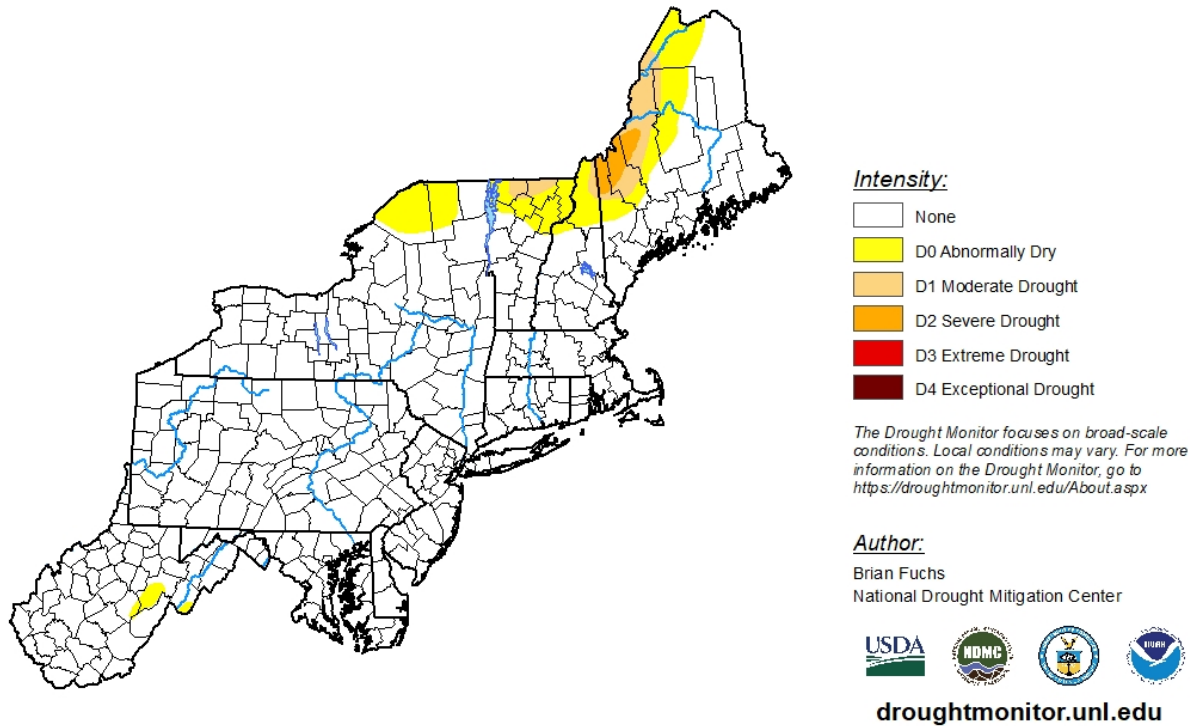 Intensity:
None
D0 Abnormally Dry
D1 Moderate Drought
D2 Severe Drought
D3 Extreme Drought
D4 Exceptional Drought
The Drought Monitor focuses on broad-scale
conditions. Local conditions may vary. For more
information on the Drought Monitor, go to
https://droughtmonitor.unl.edu/About.aspx
Author:
Brian Fuchs
National Drought Mitigation Center
USDA
NDMC
droughtmonitor.unl.edu